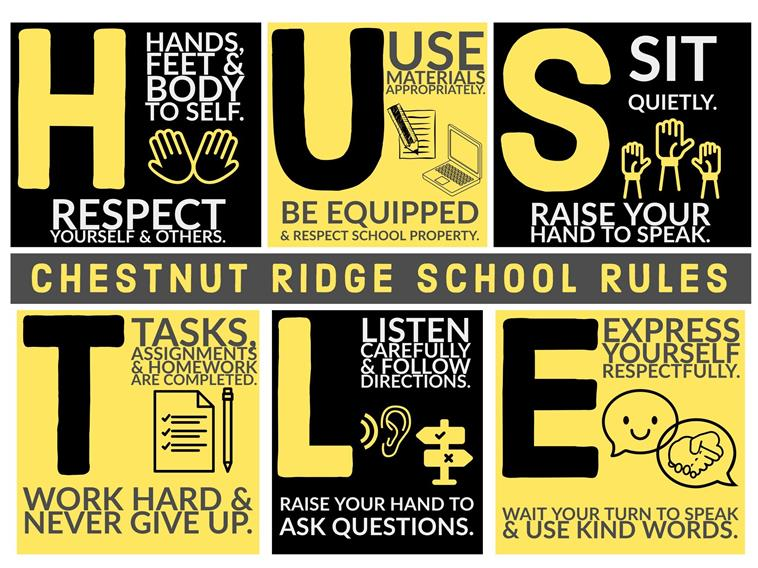 H
HANDS,
FEET &
BODY
TO SELF.
RESPECT
YOURSELF & OTHERS.
U
USE
MATERIALS
APPROPRIATELY.
BE EQUIPPED
& RESPECT SCHOOL PROPERTY.
S
SIT
QUIETLY.
RAISE YOUR
HAND TO SPEAK.
CHESTNUT RIDGE SCHOOL RULES
T
TASKS,
ASSIGNMENTS
& HOMEWORK
ARE COMPLETED.
WORK HARD &
NEVER GIVE UP.
L
LISTEN
CAREFULLY
& FOLLOW
DIRECTIONS.
RAISE YOUR HAND TO
ASK QUESTIONS.
E
EXPRESS
YOURSELF
RESPECTFULLY.
WAIT YOUR TURN TO SPEAK
& USE KIND WORDS.